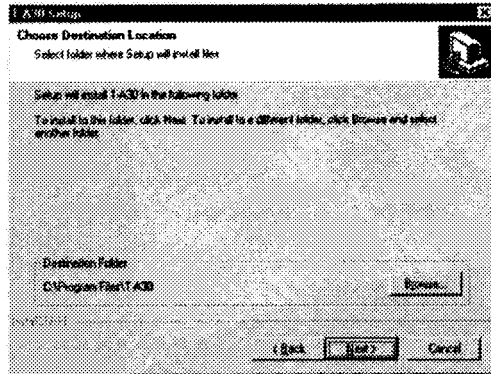 T-A30 Setup
Choose Destination Location
Select folder where Setup will install files
Setup will install T-A30 in the following folder.
To install to this folder, click Next. To install to a different folder, click Browse and select
another folder.
Destination Folder
C:\Program Files\T-A30
Browse...
< Back
Next >
Cancel